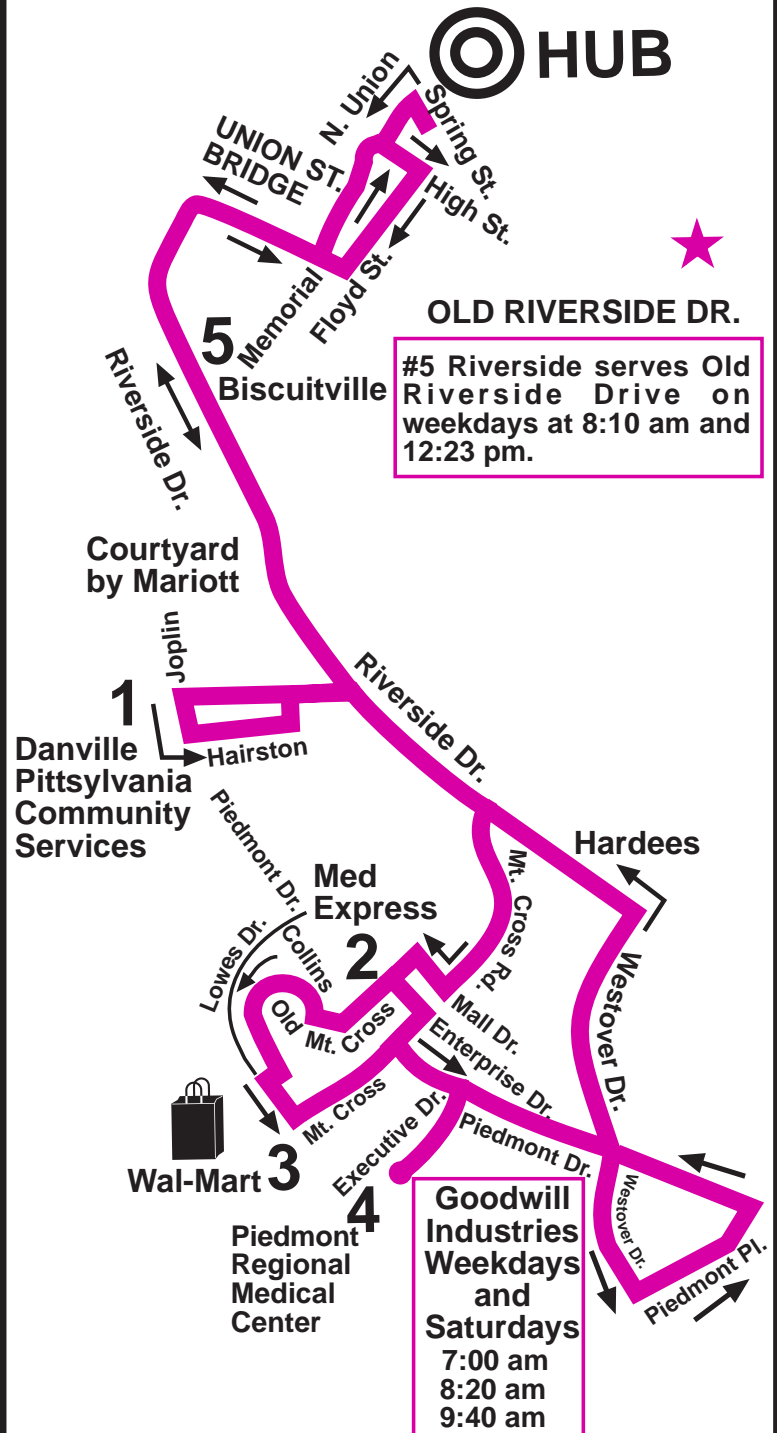 HUB
N. Union
Spring St.
UNION ST.
BRIDGE
High St.
Memorial
Floyd St.
OLD RIVERSIDE DR.
5
Biscuitville
#5 Riverside serves Old
Riverside Drive on
weekdays at 8:10 am and
12:23 pm.
Riverside Dr.
Courtyard
by Mariott
Joplin
1
Riverside Dr.
Danville
Pittsylvania
Community
Services
Hairston
Piedmont Dr.
Hardees
Med
Express
Mt. Cross Rd.
Lowes Dr.
Collins
2
Westover Dr.
Old Mt. Cross
Mall Dr.
Enterprise Dr.
Mt. Cross
Executive Dr.
Piedmont Dr.
Wal-Mart
3
Westover Dr.
4
Piedmont
Regional
Medical
Center
Piedmont Pl.
Goodwill
Industries
Weekdays
and
Saturdays
7:00 am
8:20 am
9:40 am